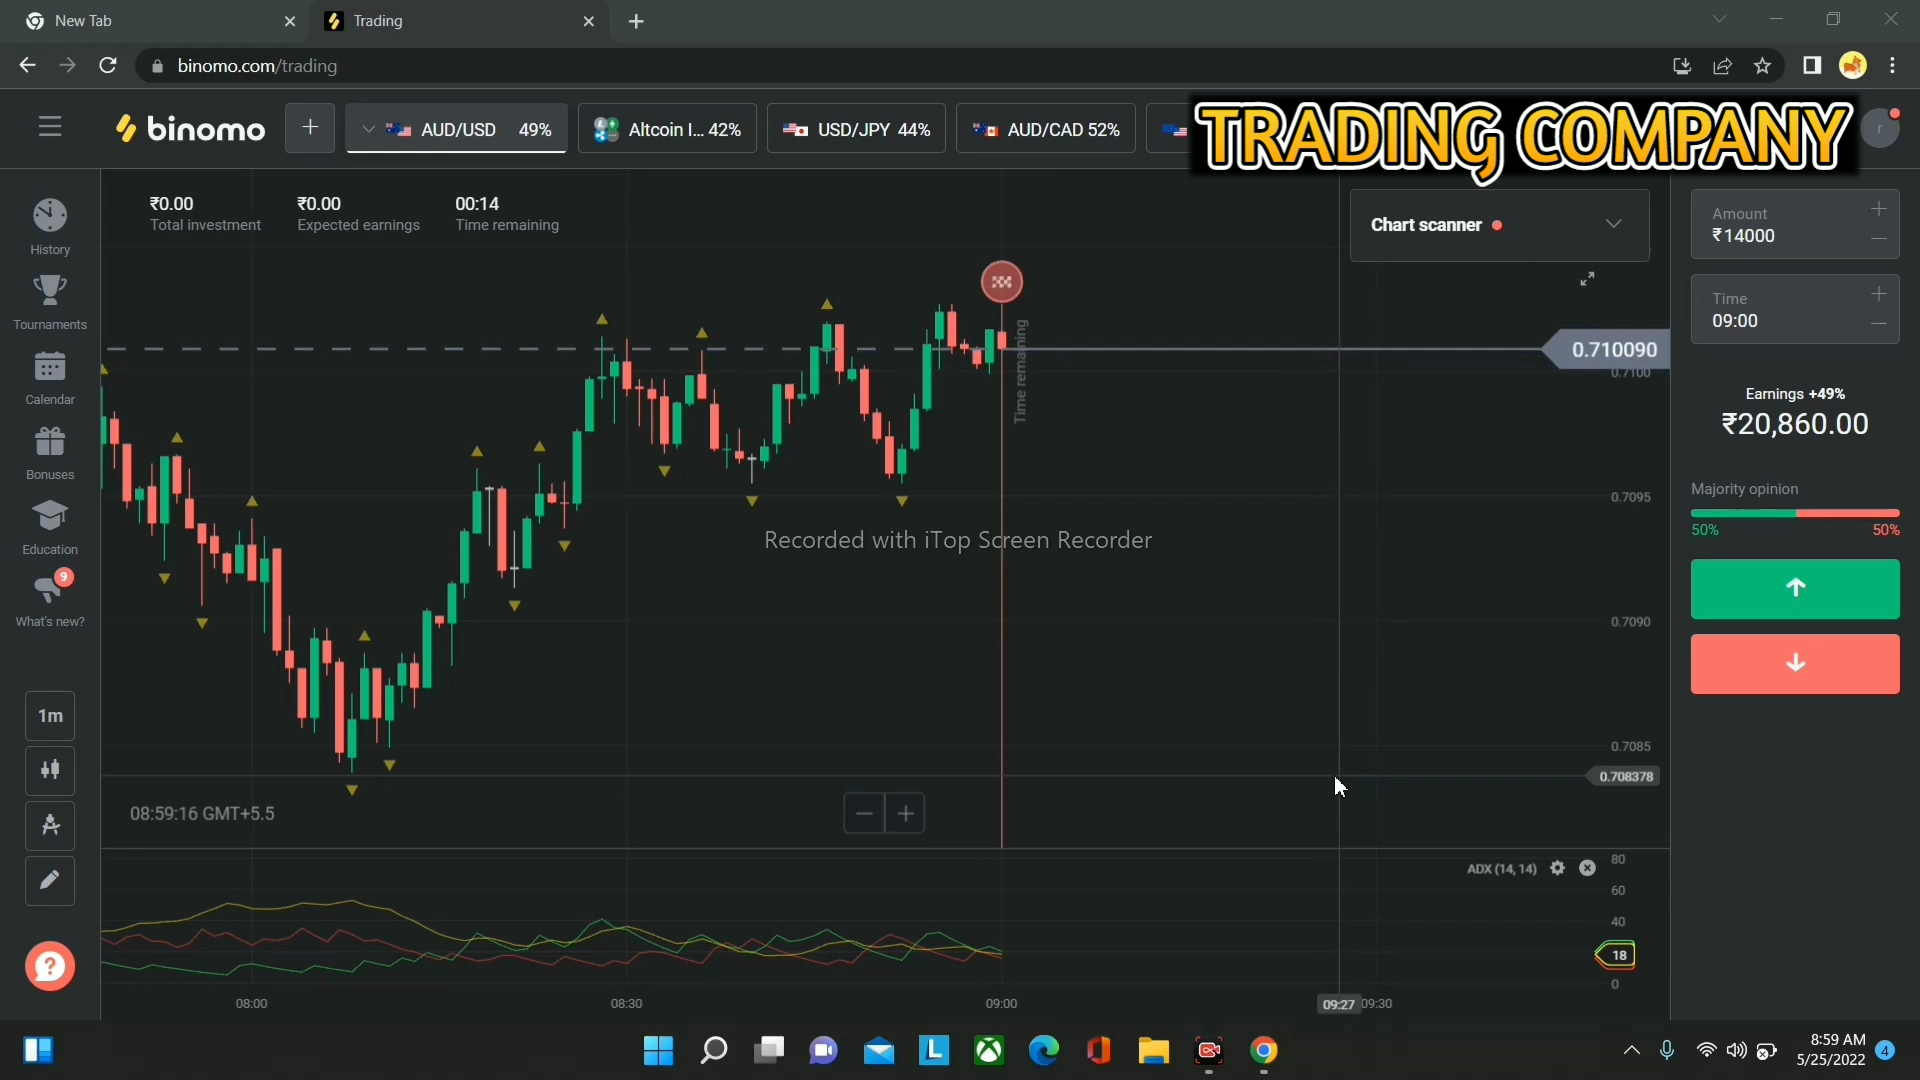 New Tab
Trading
binomo.com/trading
binomo
AUD/USD 49%
Altcoin I... 42%
USD/JPY 44%
AUD/CAD 52%
TRADING COMPANY
r
₹0.00
Total investment
₹0.00
Expected earnings
00:14
Time remaining
Chart scanner
Amount
₹14000
Time
09:00
Earnings +49%
₹20,860.00
Majority opinion
50%
50%
History
Tournaments
Calendar
Bonuses
Education
9
What's new?
1m
Time remaining
0.710090
0.7100
0.7095
0.7090
0.7085
0.708378
Recorded with iTop Screen Recorder
08:59:16 GMT+5.5
ADX (14, 14)
80
60
40
18
0
08:00
08:30
09:00
09:27
09:30
8:59 AM
5/25/2022
4